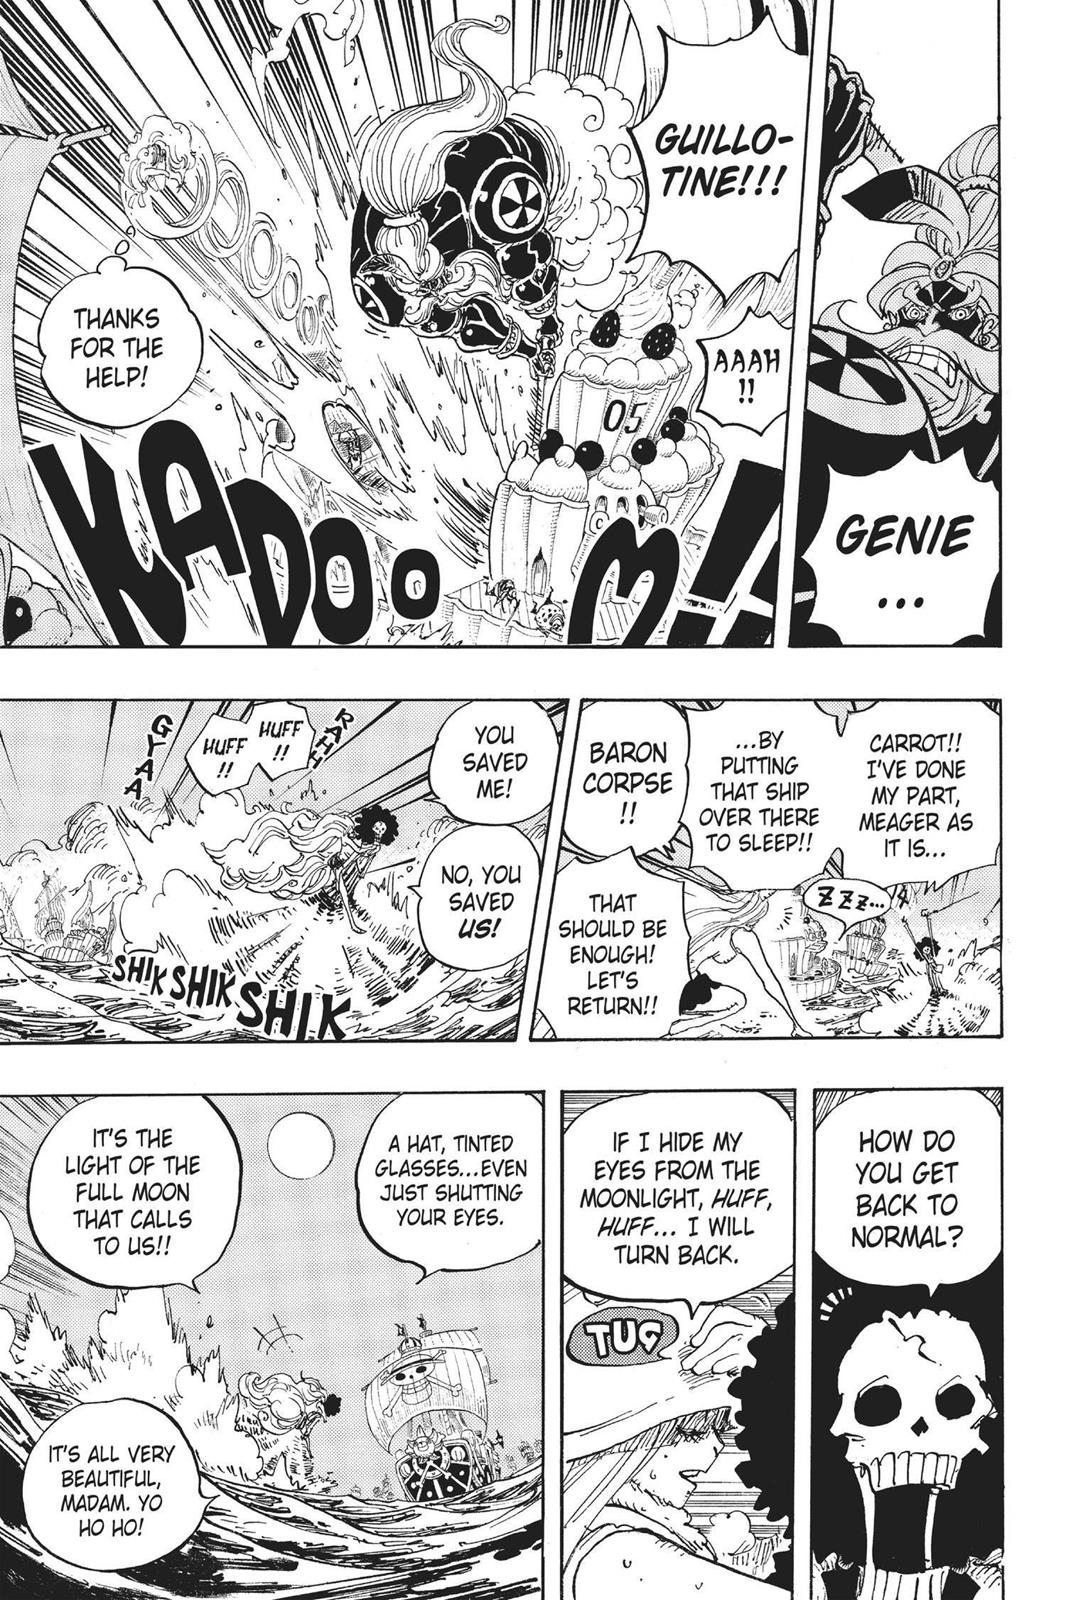 GENIE
...
GUILLO-
TINE!!!
AAAH
!!
THANKS
FOR THE
HELP!
05
KADOOM!!
CARROT!!
I'VE DONE
MY PART,
MEAGER AS
IT IS...
...BY
PUTTING
THAT SHIP
OVER THERE
TO SLEEP!!
BARON
CORPSE
!!
ZZZ...
THAT
SHOULD BE
ENOUGH!
LET'S
RETURN!!
YOU
SAVED
ME!
NO, YOU
SAVED
US!
RAHH
HUFF
!!
HUFF
!!
GYAA
SHIK SHIK SHIK
HOW DO
YOU GET
BACK TO
NORMAL?
IF I HIDE MY
EYES FROM THE
MOONLIGHT, HUFF,
HUFF... I WILL
TURN BACK.
TUG
A HAT, TINTED
GLASSES...EVEN
JUST SHUTTING
YOUR EYES.
IT'S THE
LIGHT OF THE
FULL MOON
THAT CALLS
TO US!!
IT'S ALL VERY
BEAUTIFUL,
MADAM. YO
HO HO!